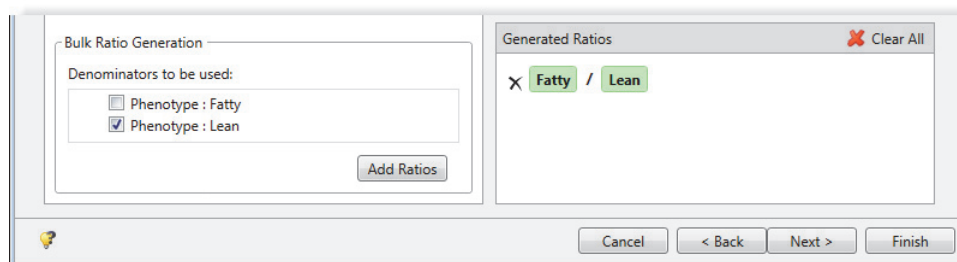 Bulk Ratio Generation
Denominators to be used:
Phenotype : Fatty
Phenotype : Lean
Add Ratios
Generated Ratios
Clear All
Fatty / Lean
Cancel
< Back
Next >
Finish